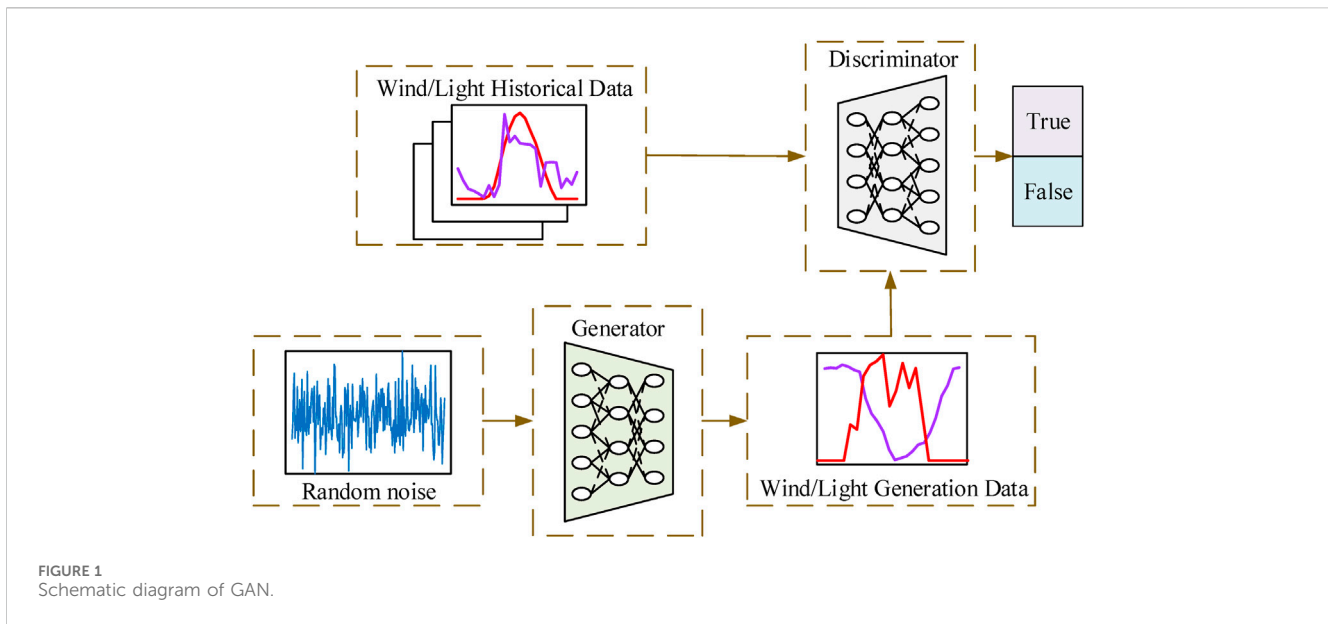 Wind/Light Historical Data
Discriminator
True
False
Generator
Random noise
Wind/Light Generation Data
FIGURE 1
Schematic diagram of GAN.